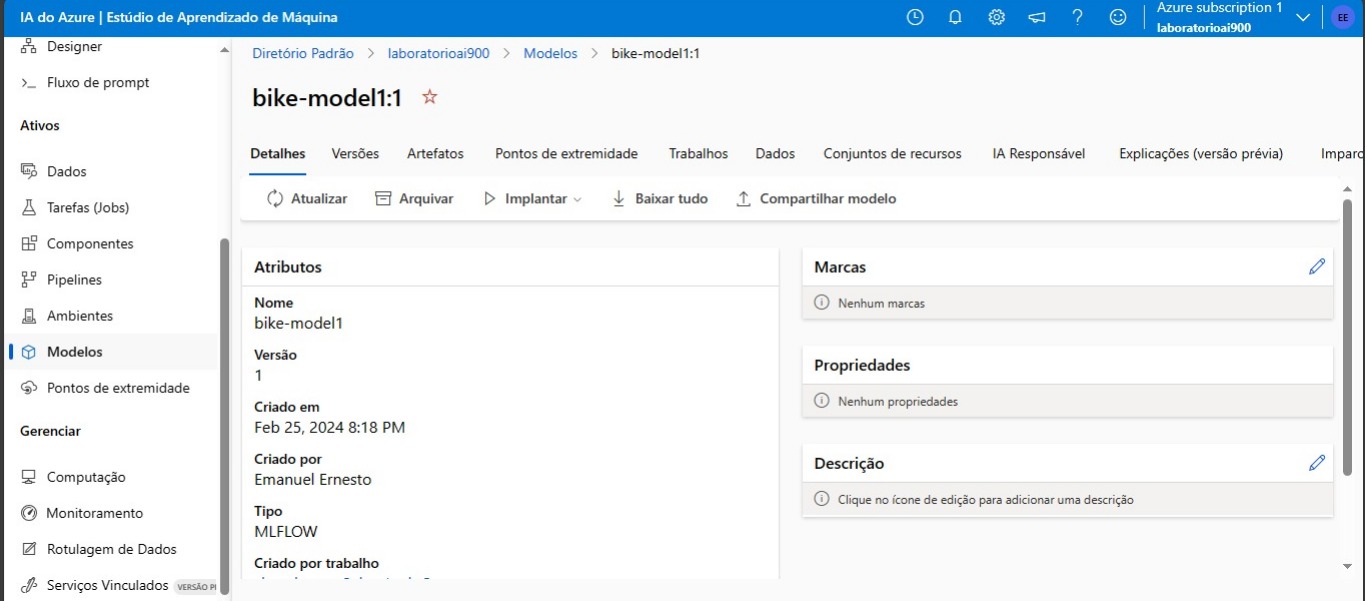 IA do Azure | Estúdio de Aprendizado de Máquina
Azure subscription 1
laboratorioai900
EE
Designer
Fluxo de prompt
Ativos
Dados
Tarefas (Jobs)
Componentes
Pipelines
Ambientes
Modelos
Pontos de extremidade
Gerenciar
Computação
Monitoramento
Rotulagem de Dados
Serviços Vinculados VERSÃO
Diretório Padrão > laboratorioai900 > Modelos > bike-model1:1
bike-model1:1
Detalhes Versões Artefatos Pontos de extremidade Trabalhos Dados Conjuntos de recursos IA Responsável Explicações (versão prévia)
Atualizar Arquivar Implantar Baixar tudo Compartilhar modelo
Atributos
Nome
bike-model1
Versão
1
Criado em
Feb 25, 2024 8:18 PM
Criado por
Emanuel Ernesto
Tipo
MLFLOW
Criado por trabalho
Marcas
Nenhum marcas
Propriedades
Nenhum propriedades
Descrição
Clique no ícone de edição para adicionar uma descrição